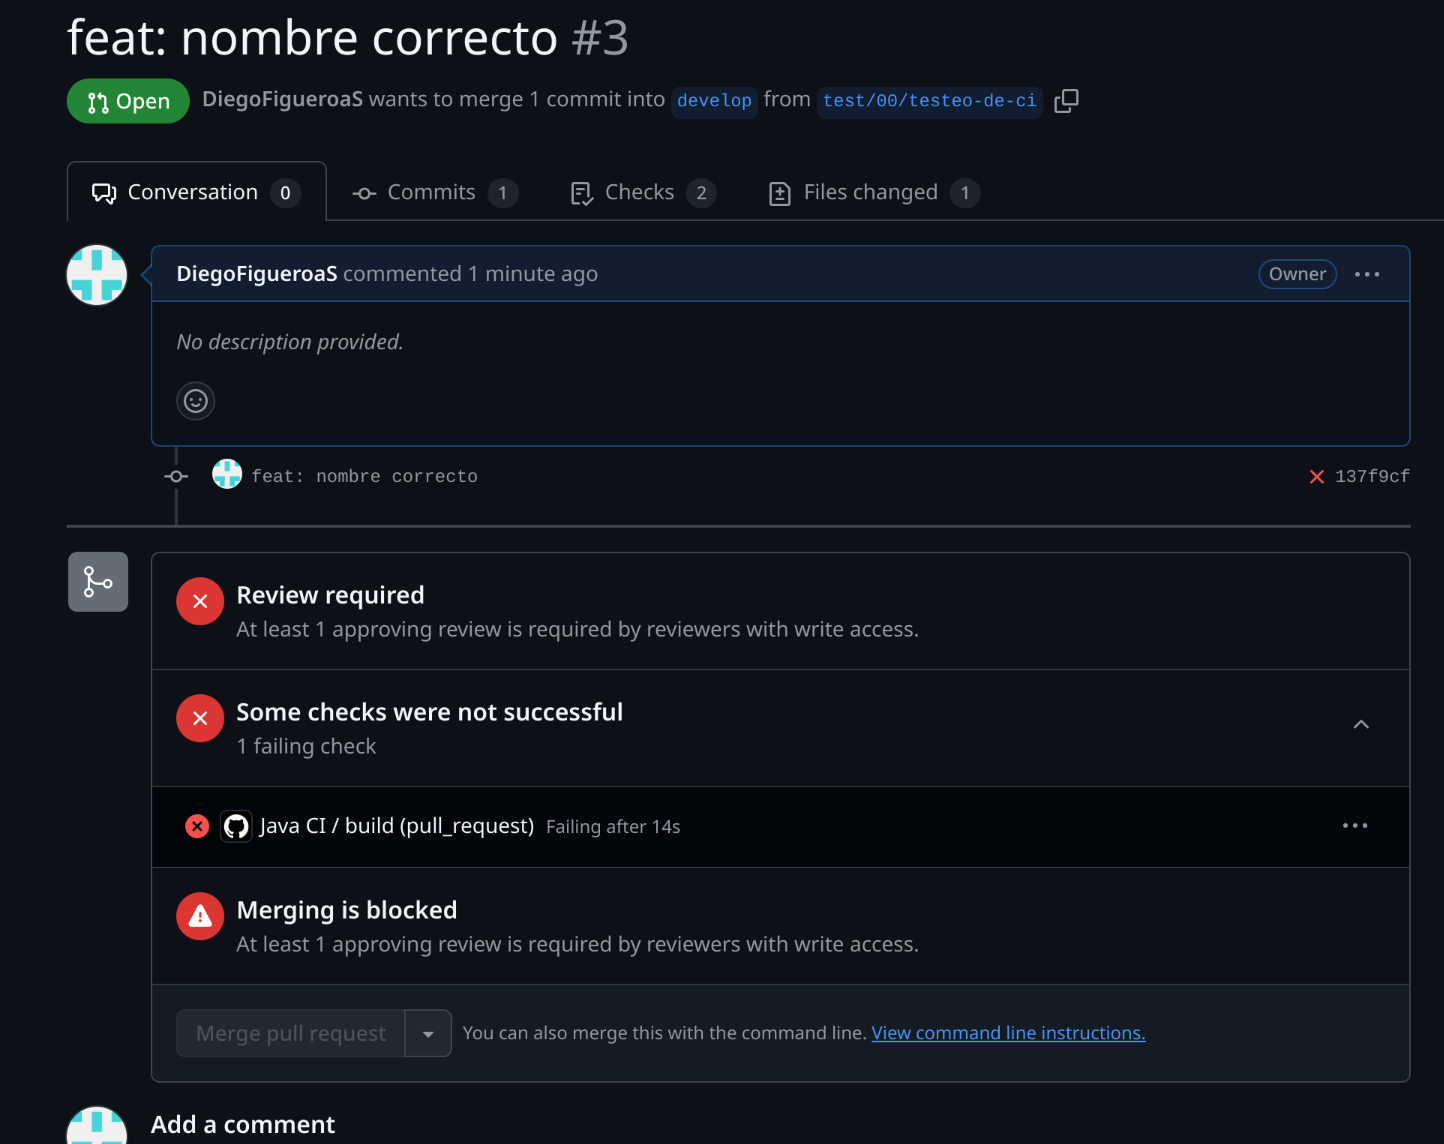 feat: nombre correcto #3
Open DiegoFigueroaS wants to merge 1 commit into develop from test/00/testeo-de-ci
Conversation 0 Commits 1 Checks 2 Files changed 1
DiegoFigueroaS commented 1 minute ago Owner
No description provided.
feat: nombre correcto 137f9cf
Review required
At least 1 approving review is required by reviewers with write access.
Some checks were not successful
1 failing check
Java CI / build (pull_request) Failing after 14s
Merging is blocked
At least 1 approving review is required by reviewers with write access.
Merge pull request You can also merge this with the command line. View command line instructions.
Add a comment